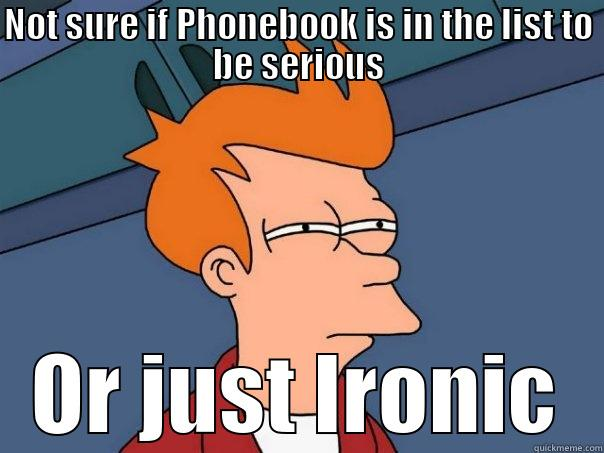 Not sure if Phonebook is in the list to
be serious
Or just Ironic
quickmeme.com